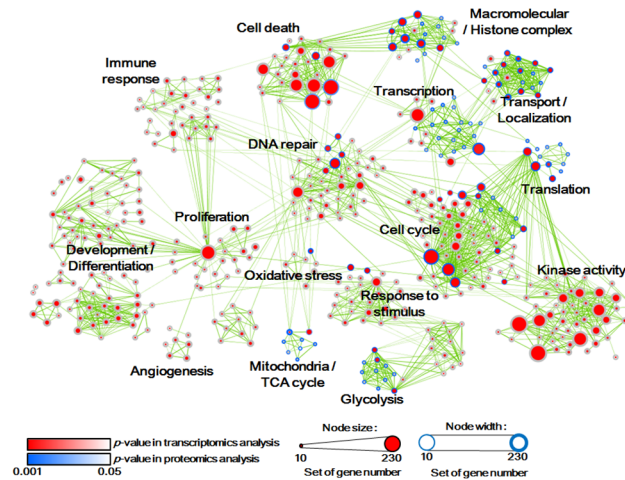 Cell death
Macromolecular
/ Histone complex
Immune
response
Transcription
Transport /
Localization
DNA repair
Translation
Proliferation
Cell cycle
Development /
Differentiation
Oxidative stress
Kinase activity
Response to
stimulus
Angiogenesis
Mitochondria /
TCA cycle
Glycolysis
Node size :
Node width :
p-value in transcriptomics analysis
p-value in proteomics analysis
10
230
10
230
0.001
0.05
Set of gene number
Set of gene number